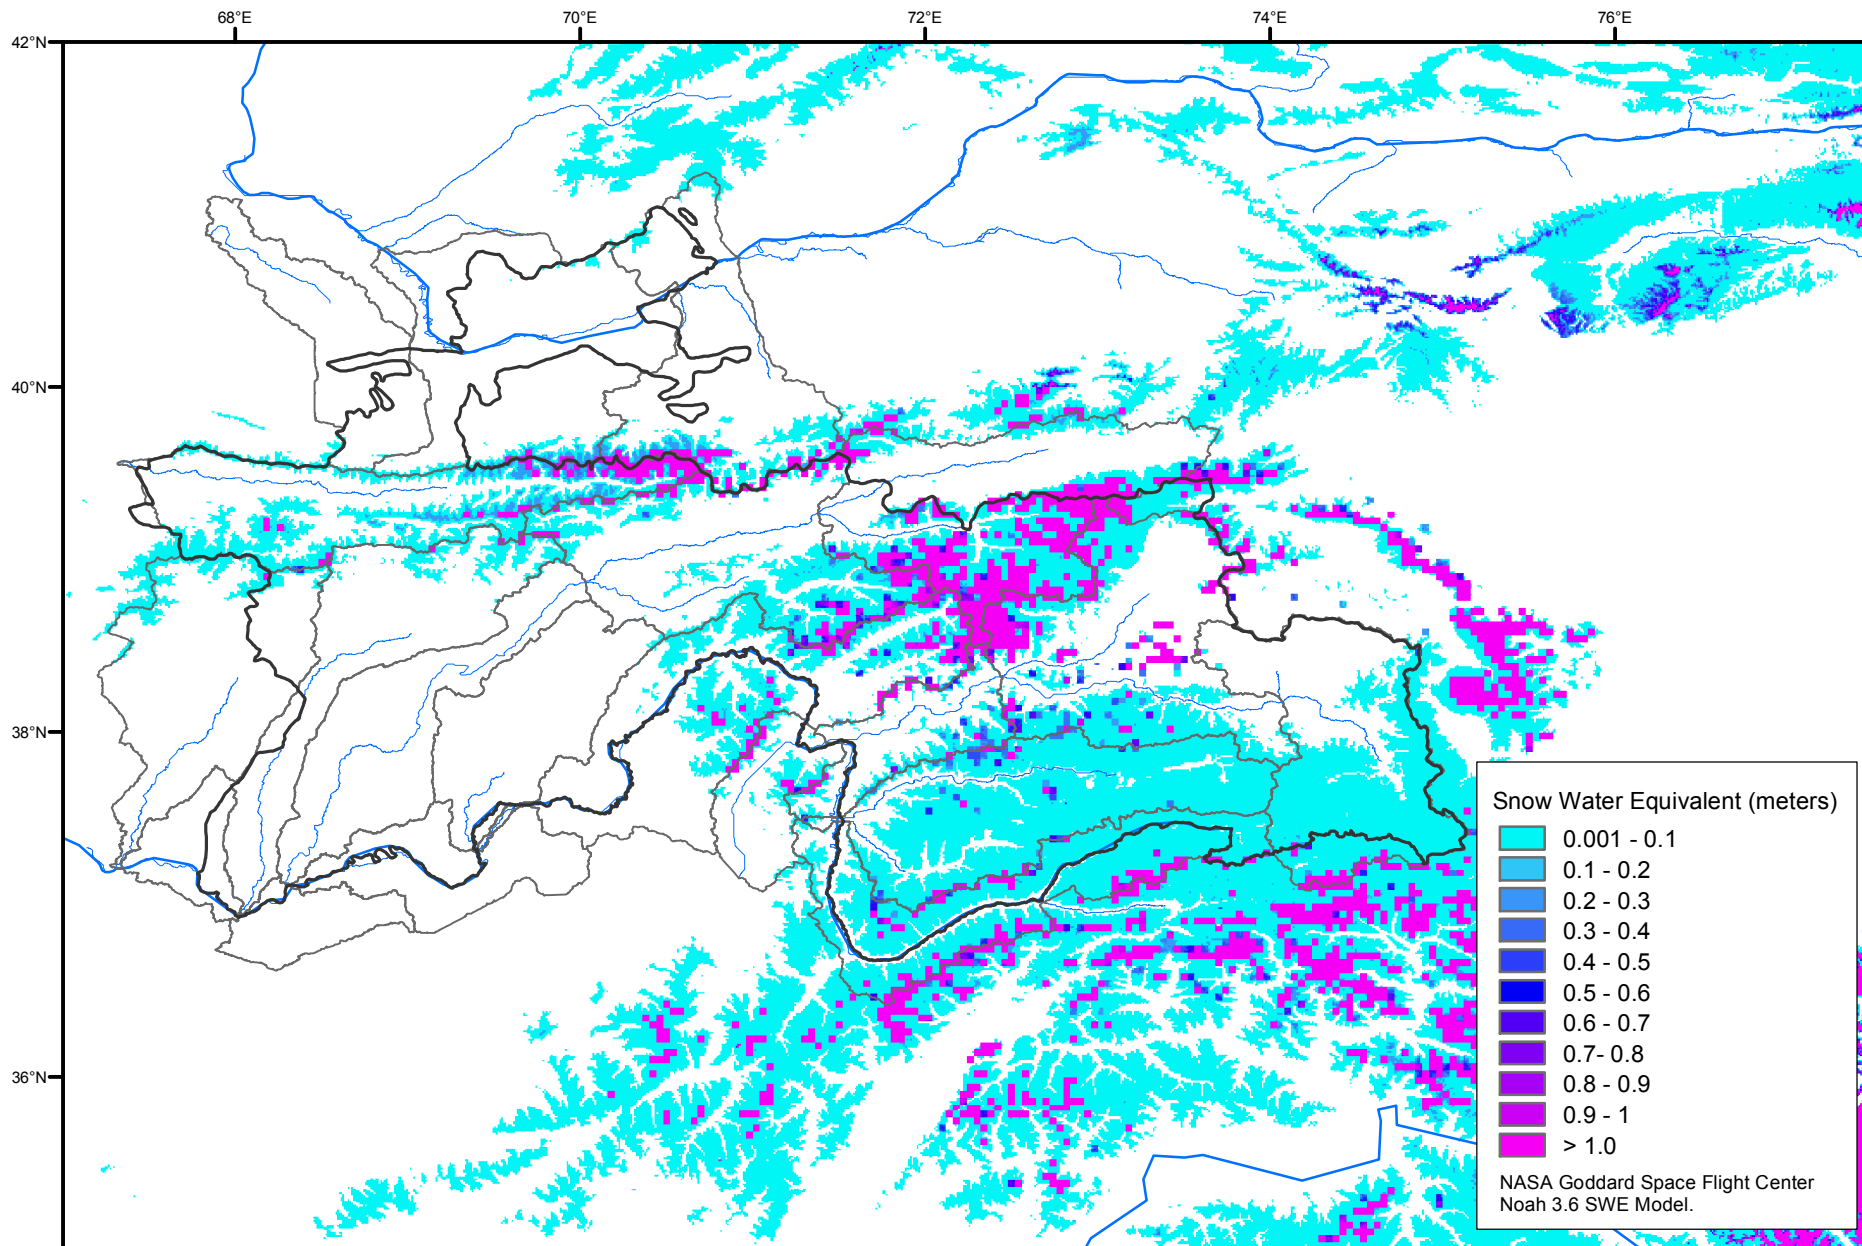 68°E 70°E 72°E 74°E 76°E
42°N
40°N
38°N
36°N
Snow Water Equivalent (meters)
0.001 - 0.1
0.1 - 0.2
0.2 - 0.3
0.3 - 0.4
0.4 - 0.5
0.5 - 0.6
0.6 - 0.7
0.7- 0.8
0.8 - 0.9
0.9 - 1
> 1.0
NASA Goddard Space Flight Center
Noah 3.6 SWE Model.